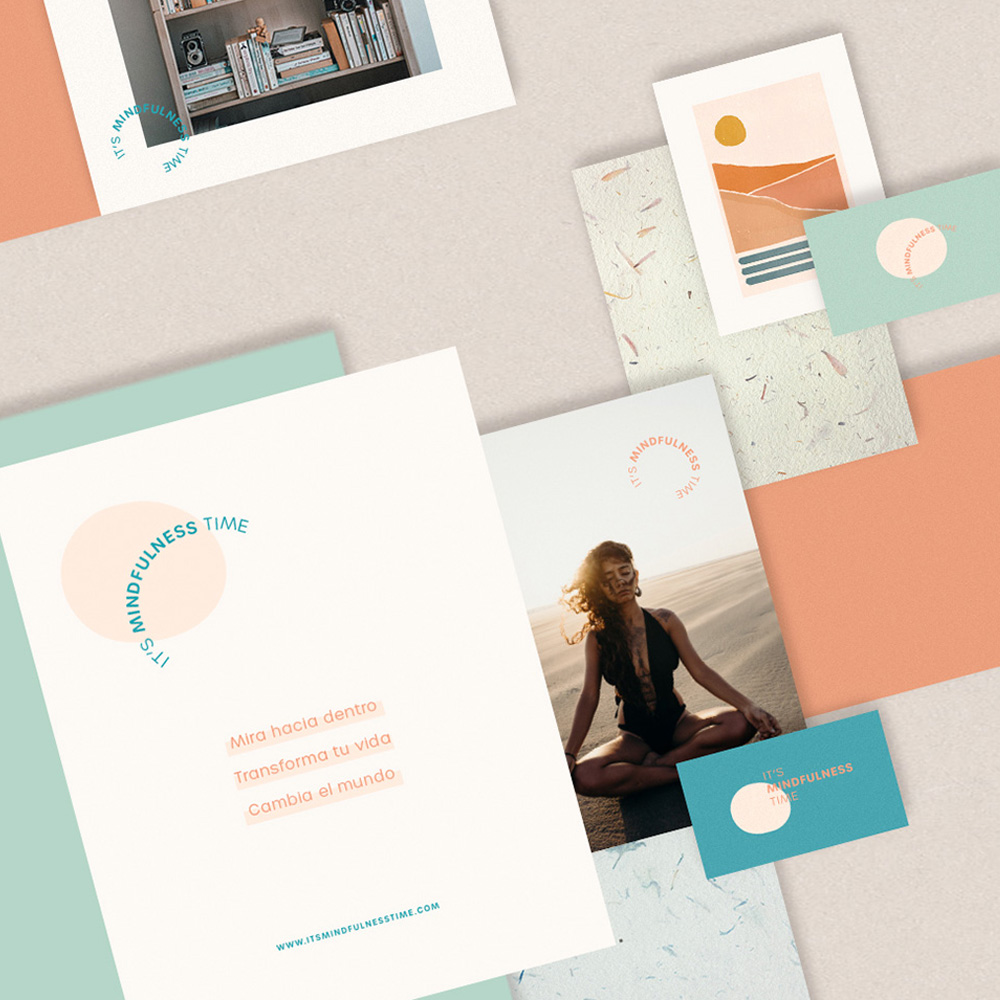 IT'S MINDFULNESS TIME
MINDFULNESS TIME
IT'S MINDFULNESS TIME
IT'S MINDFULNESS TIME
Mira hacia dentro
Transforma tu vida
Cambia el mundo
IT'S
MINDFULNESS
TIME
WWW.ITSMINDFULNESSTIME.COM